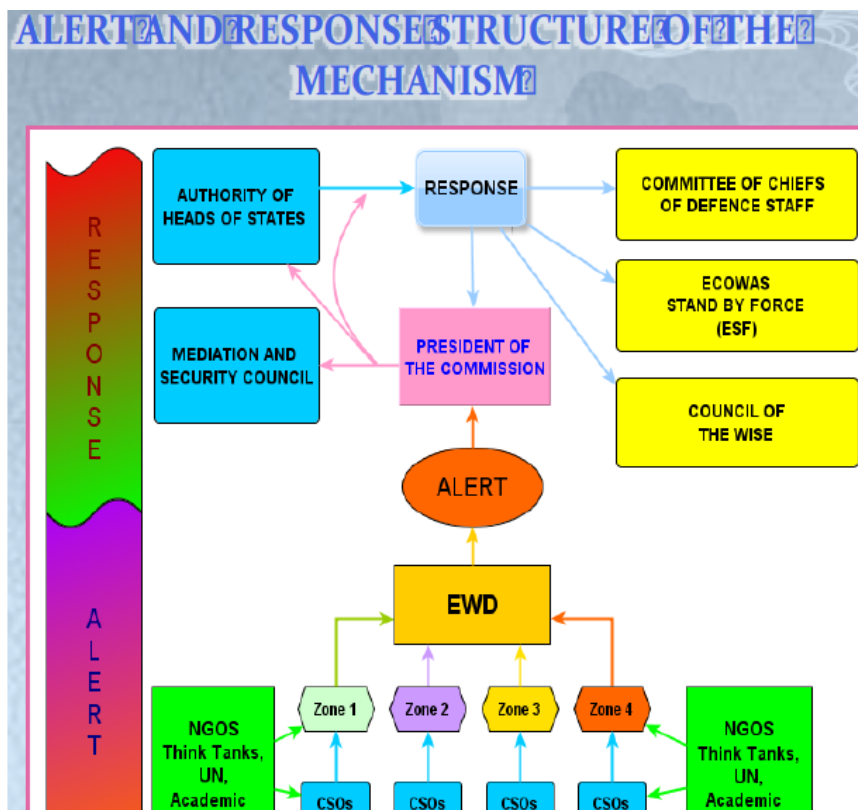 ALERT AND RESPONSE STRUCTURE OF THE
MECHANISM
RESPONSE
AUTHORITY OF
HEADS OF STATES
RESPONSE
COMMITTEE OF CHIEFS
OF DEFENCE STAFF
ECOWAS
STAND BY FORCE
(ESF)
MEDIATION AND
SECURITY COUNCIL
PRESIDENT OF
THE COMMISSION
COUNCIL OF
THE WISE
ALERT
ALERT
EWD
NGOS
Think Tanks,
UN,
Academic
Zone 1
Zone 2
Zone 3
Zone 4
NGOS
Think Tanks,
UN,
Academic
CSOs
CSOs
CSOs
CSOs